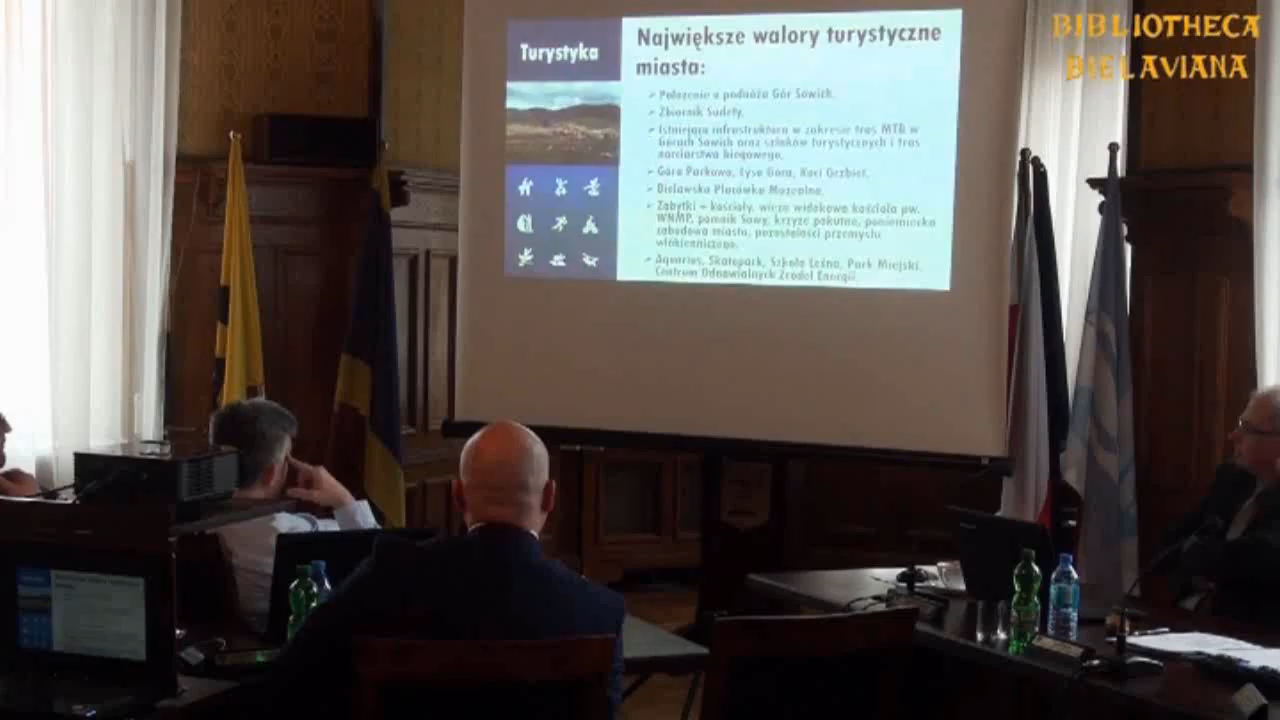 BIBLIOTHECA
BIELAVIANA
Turystyka
Największe walory turystyczne
miasta:
Położenie u podnóża Gór Sowich.
Zbiornik Sudety.
Istniejąca infrastruktura w zakresie tras MTB w
Górach Sowich oraz szlaków turystycznych i tras
narciarstwa biegowego.
Góra Parkowa, Łysa Góra, Koci Grzbiet.
Bielawska Placówka Muzealna.
Zabytki – kościoły, wieża widokowa kościoła pw.
WNMP, pomnik Sowy, krzyże pokutne, poniemiecka
zabudowa miasta, pozostałości przemysłu
włókienniczego.
Aquarius, Skatepark, Szkoła Leśna, Park Miejski,
Centrum Odnawialnych Źródeł Energii.